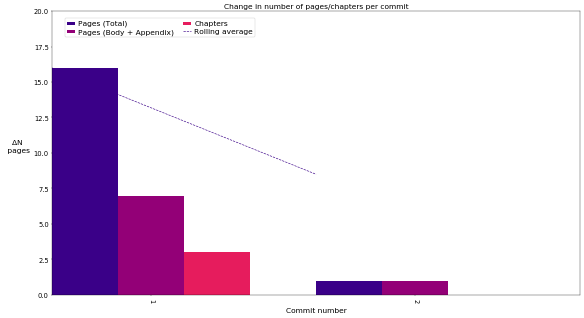 Change in number of pages/chapters per commit
Pages (Total)
Pages (Body + Appendix)
Chapters
Rolling average
20.0
17.5
15.0
12.5
10.0
7.5
5.0
2.5
0.0
ΔN
pages
1
2
Commit number